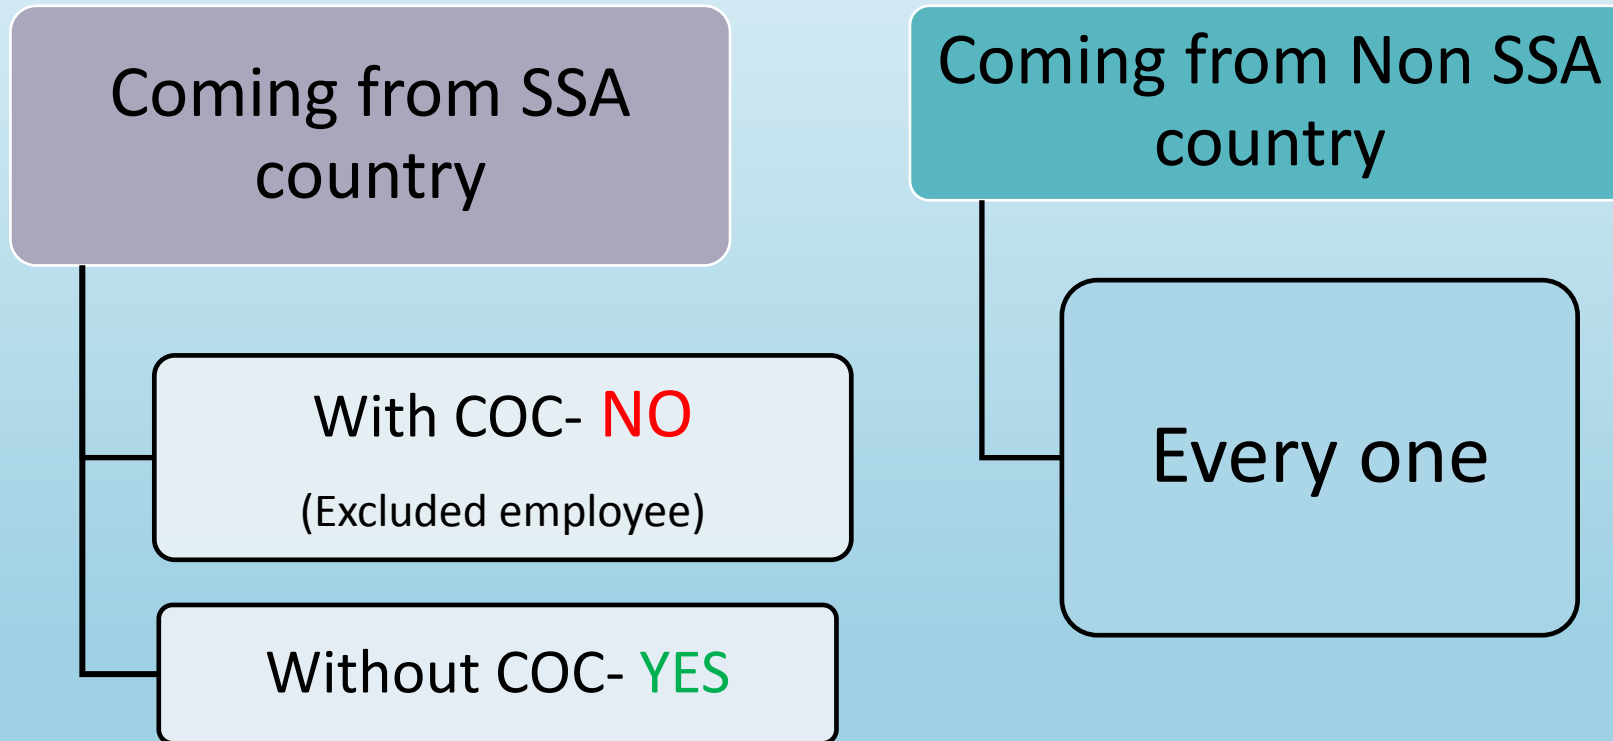 Coming from SSA
country
With COC- NO
(Excluded employee)
Without COC- YES
Coming from Non SSA
country
Every one